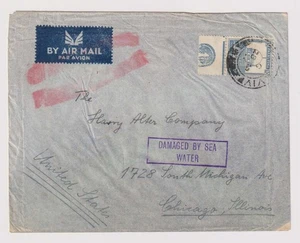 BY AIR MAIL
PAR AVION
The
Harry Alter Company
DAMAGED BY SEA
WATER
1728 South Michigan Ave
Chicago, Illinois
United States